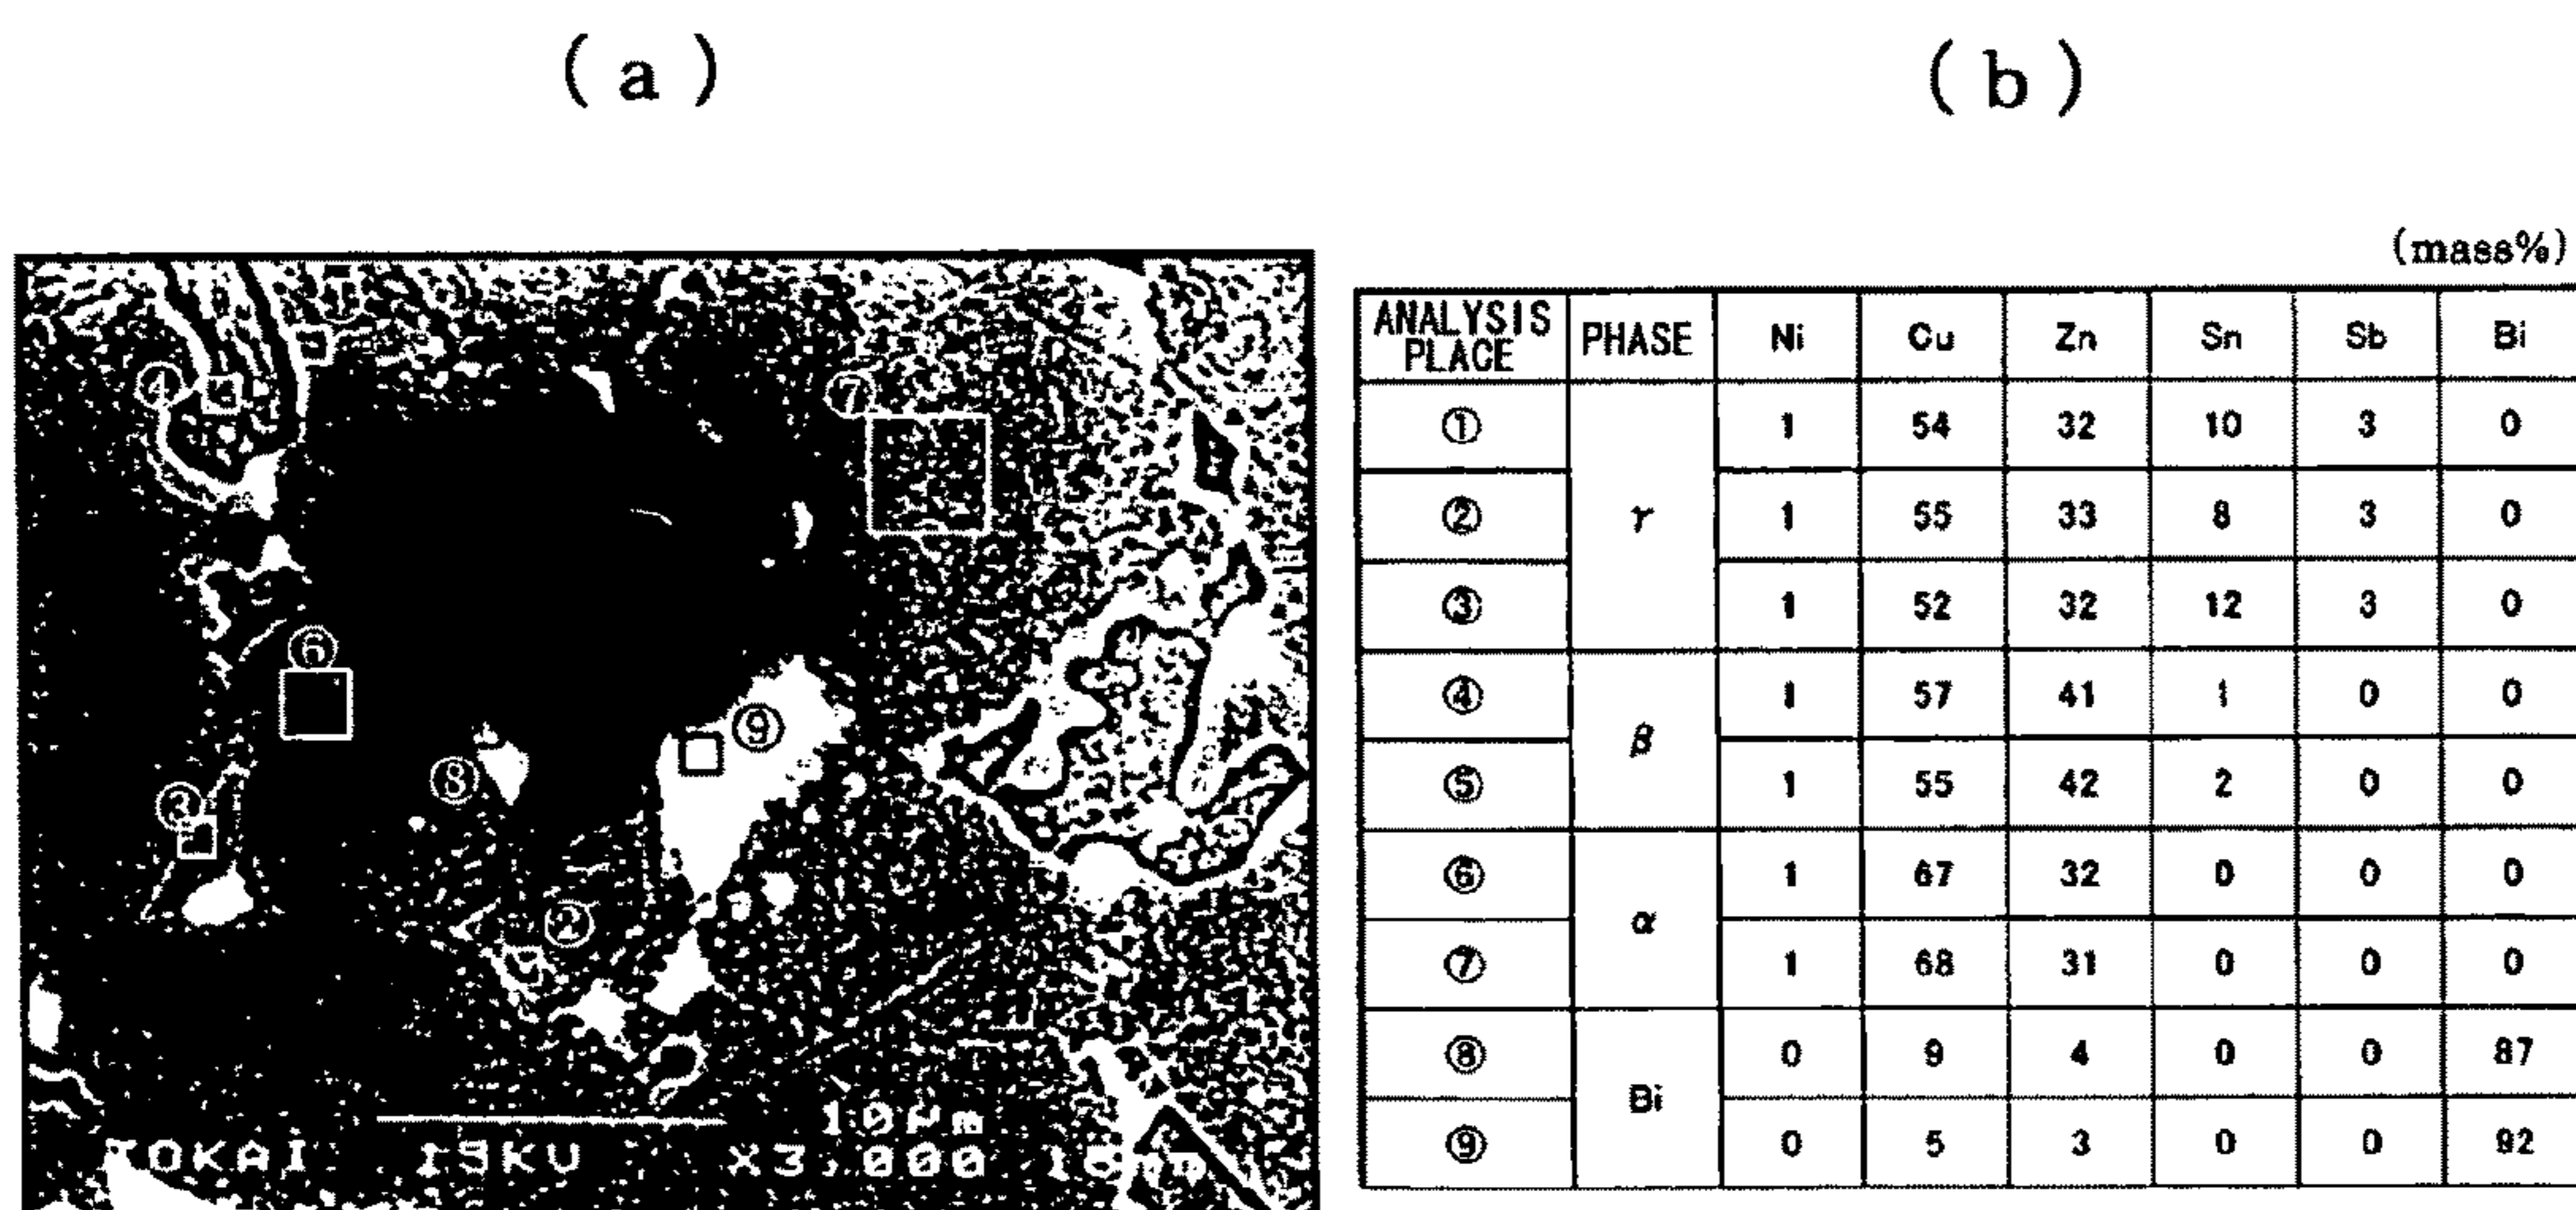 (a)
(b)
(mass%)
ANALYSIS PLACE PHASE Ni Cu Zn Sn Sb Bi
① γ 1 54 32 10 3 0
② 1 55 33 8 3 0
③ 1 52 32 12 3 0
④ β 1 57 41 1 0 0
⑤ 1 55 42 2 0 0
⑥ α 1 67 32 0 0 0
⑦ 1 68 31 0 0 0
⑧ Bi 0 9 4 0 0 87
⑨ 0 5 3 0 0 92
④
⑦
⑥
⑨
⑧
③
②
10μm
TOKAI 15KU X3,000